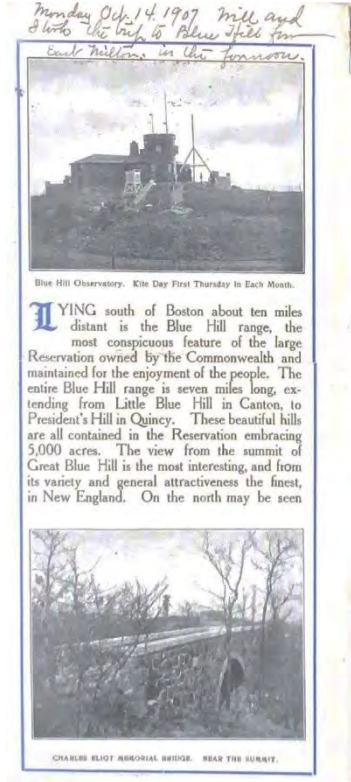 Monday Oct. 14. 1907 Will and
I took the trip to Blue Hill from
East Milton, in the forenoon.
Blue Hill Observatory. Kite Day First Thursday in Each Month.
LYING south of Boston about ten miles
distant is the Blue Hill range, the
most conspicuous feature of the large
Reservation owned by the Commonwealth and
maintained for the enjoyment of the people. The
entire Blue Hill range is seven miles long, ex-
tending from Little Blue Hill in Canton, to
President's Hill in Quincy. These beautiful hills
are all contained in the Reservation embracing
5,000 acres. The view from the summit of
Great Blue Hill is the most interesting, and from
its variety and general attractiveness the finest,
in New England. On the north may be seen
CHARLES ELIOT MEMORIAL BRIDGE. NEAR THE SUMMIT.